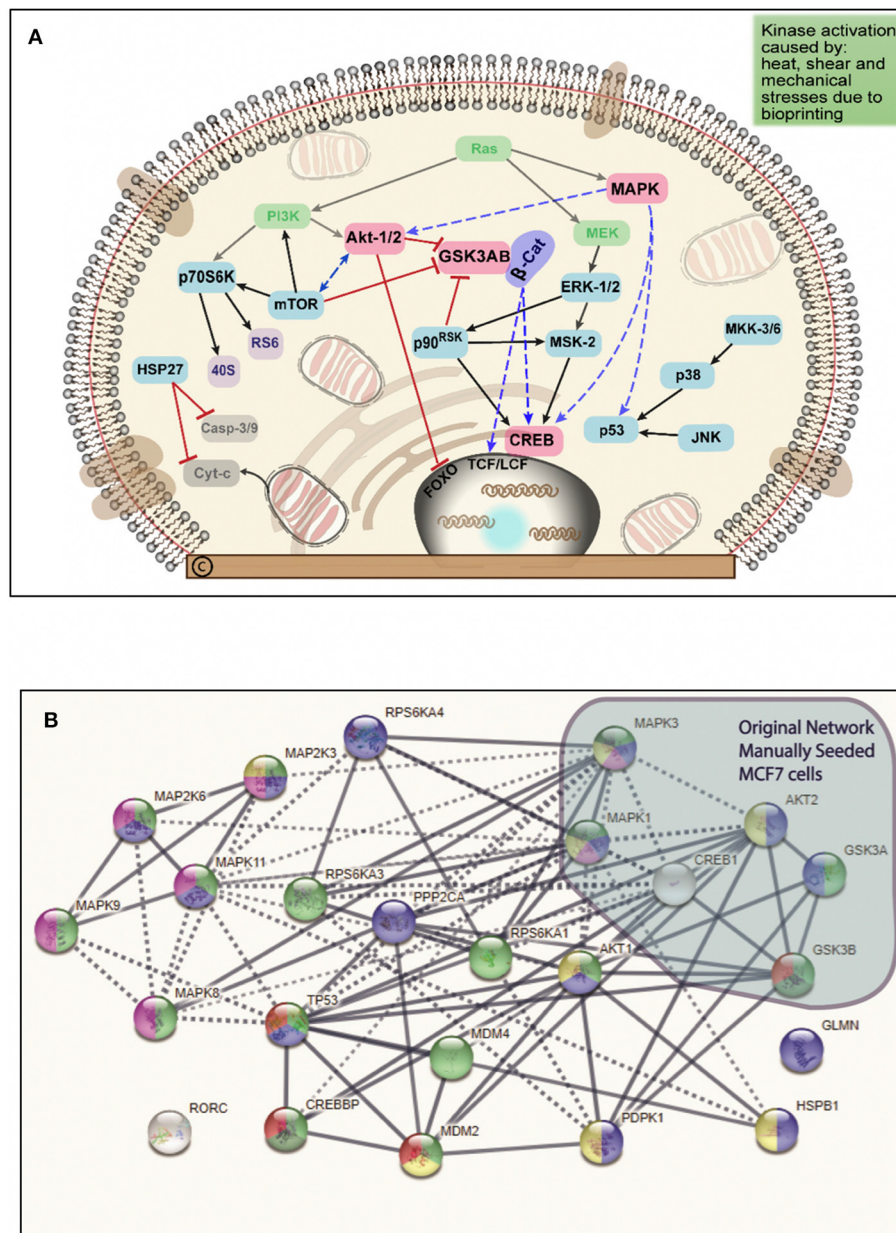 A
Kinase activation
caused by:
heat, shear and
mechanical
stresses due to
bioprinting
Ras
MAPK
PI3K
Akt-1/2
MEK
GSK3AB
β-Cat
p70S6K
mTOR
ERK-1/2
RS6
p90RSK
MSK-2
MKK-3/6
HSP27
40S
p38
Casp-3/9
CREB
p53
JNK
Cyt-c
FOXO
TCF/LCF
C
B
RPS6KA4
MAPK3
Original Network
Manually Seeded
MCF7 cells
MAP2K3
MAP2K6
AKT2
MAPK1
MAPK11
CREB1
GSK3A
RPS6KA3
PPP2CA
MAPK9
RPS6KA1
AKT1
GSK3B
MAPK8
TP53
MDM4
GLMN
RORC
CREBBP
MDM2
PDPK1
HSPB1